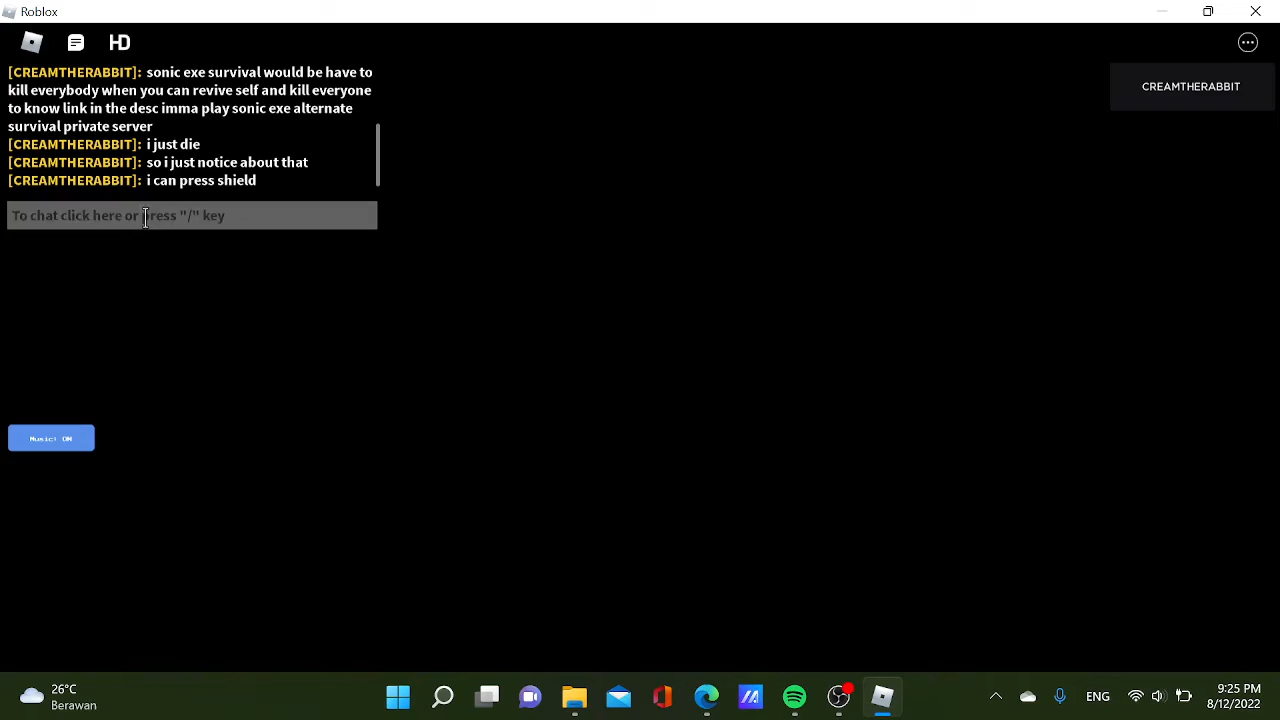 Roblox
HD
[CREAMTHERABBIT]: sonic exe survival would be have to
kill everybody when you can revive self and kill everyone
to know link in the desc imma play sonic exe alternate
survival private server
[CREAMTHERABBIT]: i just die
[CREAMTHERABBIT]: so i just notice about that
[CREAMTHERABBIT]: i can press shield
To chat click here or press "/" key
CREAMTHERABBIT
Music: ON
26°C
Berawan
ENG
9:25 PM
8/12/2022